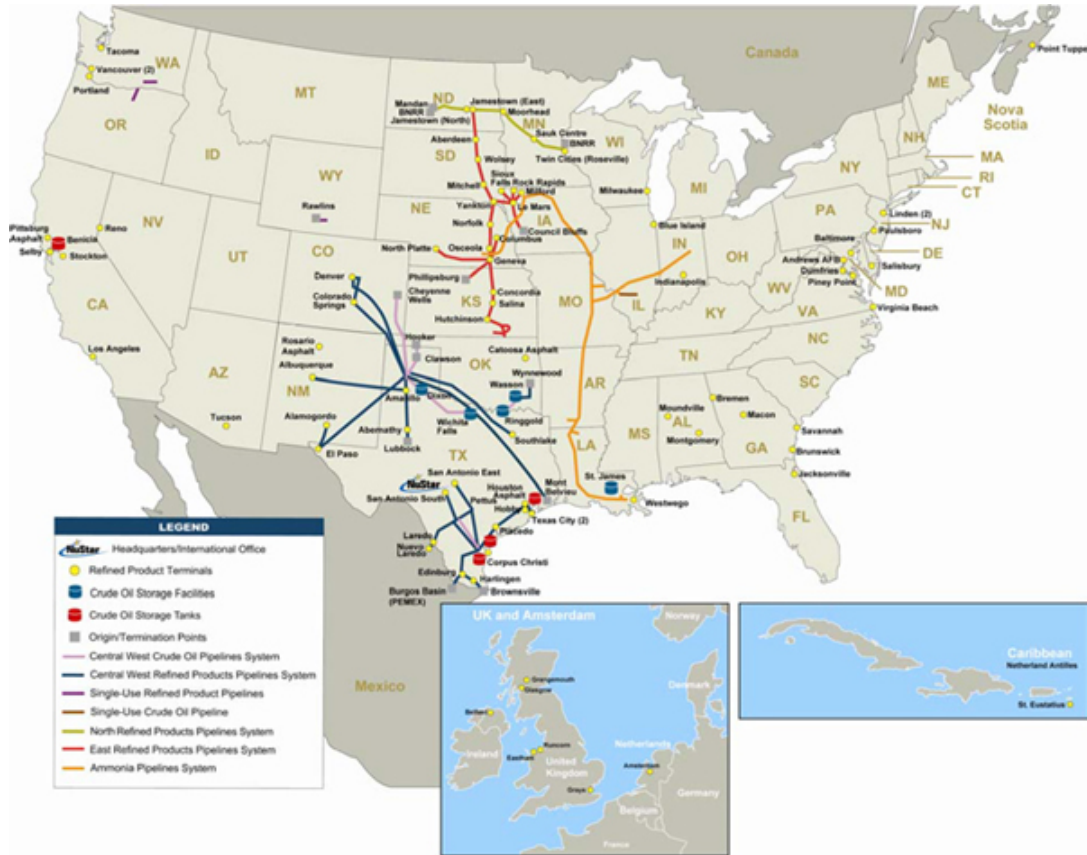 Canada
Point Tupper
Nova
Scotia
Tacoma
WA
Vancouver (2)
Portland
OR
MT
ID
WY
Rawlins
NV
UT
CO
CA
AZ
NM
ND
Mandan
BNRR
Jamestown (East)
Jamestown (North)
Moorhead
MN
Sauk Centre
BNRR
Twin Cities (Roseville)
WI
Aberdeen
SD
Wolsey
Sioux
Falls
Rock Rapids
Mitchell
Milford
Yankton
Le Mars
NE
IA
Norfolk
Columbus
Council Bluffs
North Platte
Osceola
Geneva
Phillipsburg
Concordia
KS
Salina
Hutchinson
MO
Milwaukee
MI
Blue Island
IN
Indianapolis
IL
OH
KY
WV
VA
TN
NC
SC
AR
MS
AL
GA
LA
FL
ME
NH
MA
RI
CT
NY
PA
NJ
DE
MD
Linden (2)
Paulsboro
Baltimore
Andrews AFB
Dumfries
Piney Point
Salisbury
Virginia Beach
Pittsburg
Asphalt
Benicia
Selby
Stockton
Reno
Los Angeles
Tucson
Denver
Colorado
Springs
Cheyenne
Wells
Hooker
Clawson
Rosario
Asphalt
Albuquerque
Alamogordo
El Paso
Amarillo
Dixon
Abernathy
Lubbock
OK
Catoosa Asphalt
Wynnewood
Wasson
Wichita
Falls
Ringgold
Southlake
TX
San Antonio East
NuStar
San Antonio South
Pettus
Houston
Asphalt
Hobby
Mont
Belvieu
Texas City (2)
Placedo
Laredo
Nuevo
Laredo
Corpus Christi
Edinburg
Harlingen
Burgos Basin
(PEMEX)
Brownsville
St. James
Westwego
Moundville
Montgomery
Bremen
Macon
Savannah
Brunswick
Jacksonville
Mexico
LEGEND
NuStar
Headquarters/International Office
Refined Product Terminals
Crude Oil Storage Facilities
Crude Oil Storage Tanks
Origin/Termination Points
Central West Crude Oil Pipelines System
Central West Refined Products Pipelines System
Single-Use Refined Product Pipelines
Single-Use Crude Oil Pipeline
North Refined Products Pipelines System
East Refined Products Pipelines System
Ammonia Pipelines System
UK and Amsterdam
Norway
Grangemouth
Glasgow
Denmark
Belfast
Runcorn
Eastham
Ireland
United
Kingdom
Netherlands
Amsterdam
Grays
Germany
Belgium
France
Caribbean
Netherland Antilles
St. Eustatius